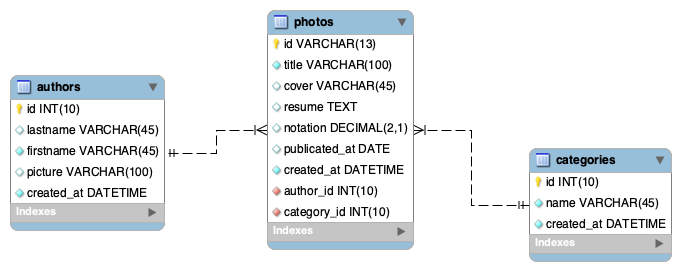 authors
id INT(10)
lastname VARCHAR(45)
firstname VARCHAR(45)
picture VARCHAR(100)
created_at DATETIME
Indexes
photos
id VARCHAR(13)
title VARCHAR(100)
cover VARCHAR(45)
resume TEXT
notation DECIMAL(2,1)
publicated_at DATE
created_at DATETIME
author_id INT(10)
category_id INT(10)
Indexes
categories
id INT(10)
name VARCHAR(45)
created_at DATETIME
Indexes